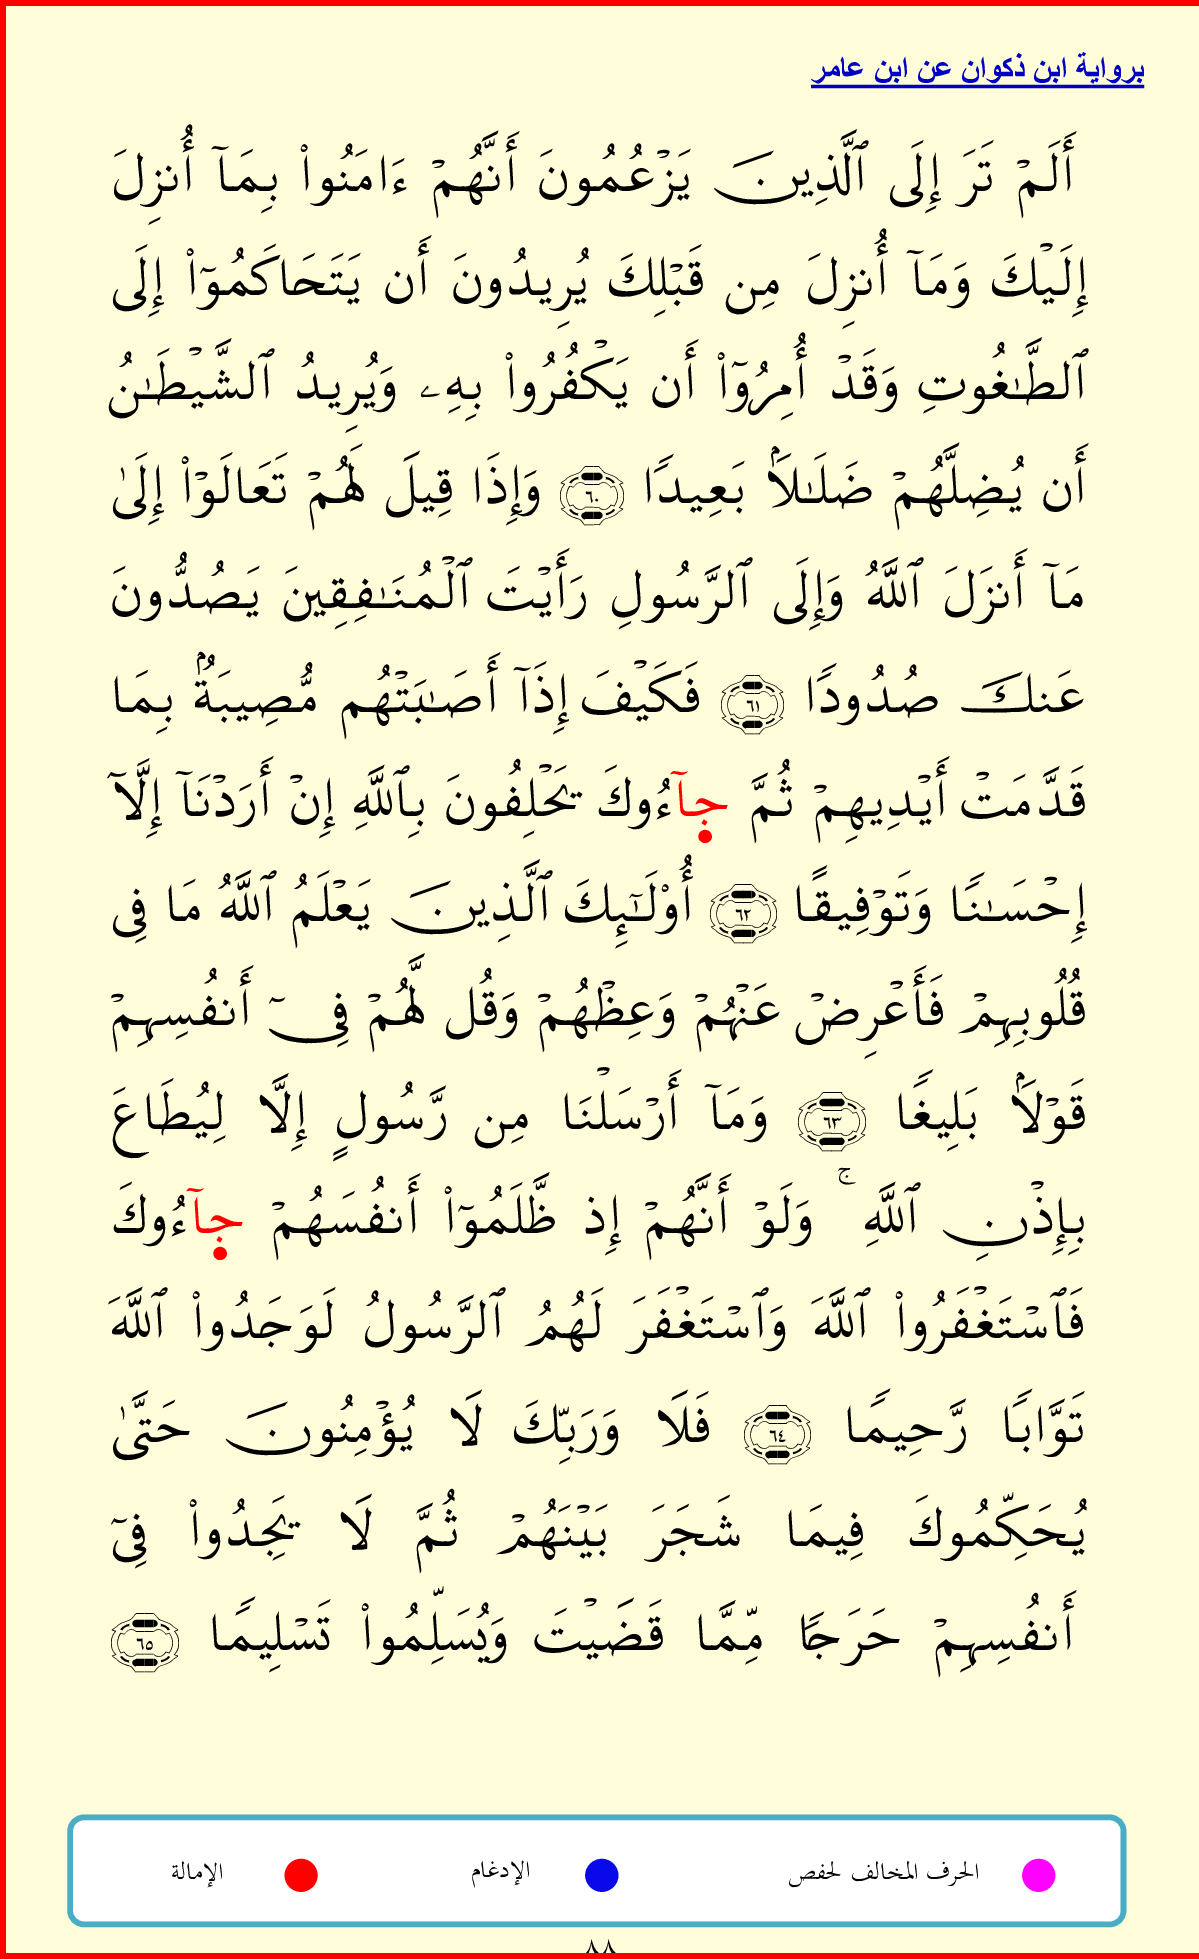 برواية ابن ذكوان عن ابن عامر
أَلَمۡ تَرَ إِلَى ٱلَّذِينَ يَزۡعُمُونَ أَنَّهُمۡ ءَامَنُواْ بِمَآ أُنزِلَ
إِلَيۡكَ وَمَآ أُنزِلَ مِن قَبۡلِكَ يُرِيدُونَ أَن يَتَحَاكَمُوٓاْ إِلَى
ٱلطَّٰغُوتِ وَقَدۡ أُمِرُوٓاْ أَن يَكۡفُرُواْ بِهِۦ وَيُرِيدُ ٱلشَّيۡطَٰنُ
أَن يُضِلَّهُمۡ ضَلَٰلَۢا بَعِيدٗا ٦٠ وَإِذَا قِيلَ لَهُمۡ تَعَالَوۡاْ إِلَىٰ
مَآ أَنزَلَ ٱللَّهُ وَإِلَى ٱلرَّسُولِ رَأَيۡتَ ٱلۡمُنَٰفِقِينَ يَصُدُّونَ
عَنكَ صُدُودٗا ٦١ فَكَيۡفَ إِذَآ أَصَٰبَتۡهُم مُّصِيبَةُۢ بِمَا
قَدَّمَتۡ أَيۡدِيهِمۡ ثُمَّ جآءُوكَ يَحۡلِفُونَ بِٱللَّهِ إِنۡ أَرَدۡنَآ إِلَّآ
إِحۡسَٰنٗا وَتَوۡفِيقٗا ٦٢ أُوْلَٰٓئِكَ ٱلَّذِينَ يَعۡلَمُ ٱللَّهُ مَا فِي
قُلُوبِهِمۡ فَأَعۡرِضۡ عَنۡهُمۡ وَعِظۡهُمۡ وَقُل لَّهُمۡ فِيٓ أَنفُسِهِمۡ
قَوۡلَۢا بَلِيغٗا ٦٣ وَمَآ أَرۡسَلۡنَا مِن رَّسُولٍ إِلَّا لِيُطَاعَ
بِإِذۡنِ ٱللَّهِۚ وَلَوۡ أَنَّهُمۡ إِذ ظَّلَمُوٓاْ أَنفُسَهُمۡ جآءُوكَ
فَٱسۡتَغۡفَرُواْ ٱللَّهَ وَٱسۡتَغۡفَرَ لَهُمُ ٱلرَّسُولُ لَوَجَدُواْ ٱللَّهَ
تَوَّابٗا رَّحِيمٗا ٦٤ فَلَا وَرَبِّكَ لَا يُؤۡمِنُونَ حَتَّىٰ
يُحَكِّمُوكَ فِيمَا شَجَرَ بَيۡنَهُمۡ ثُمَّ لَا يَجِدُواْ فِيٓ
أَنفُسِهِمۡ حَرَجٗا مِّمَّا قَضَيۡتَ وَيُسَلِّمُواْ تَسۡلِيمٗا ٦٥
الحرف المخالف لحفص الإدغام الإمالة
٨٨